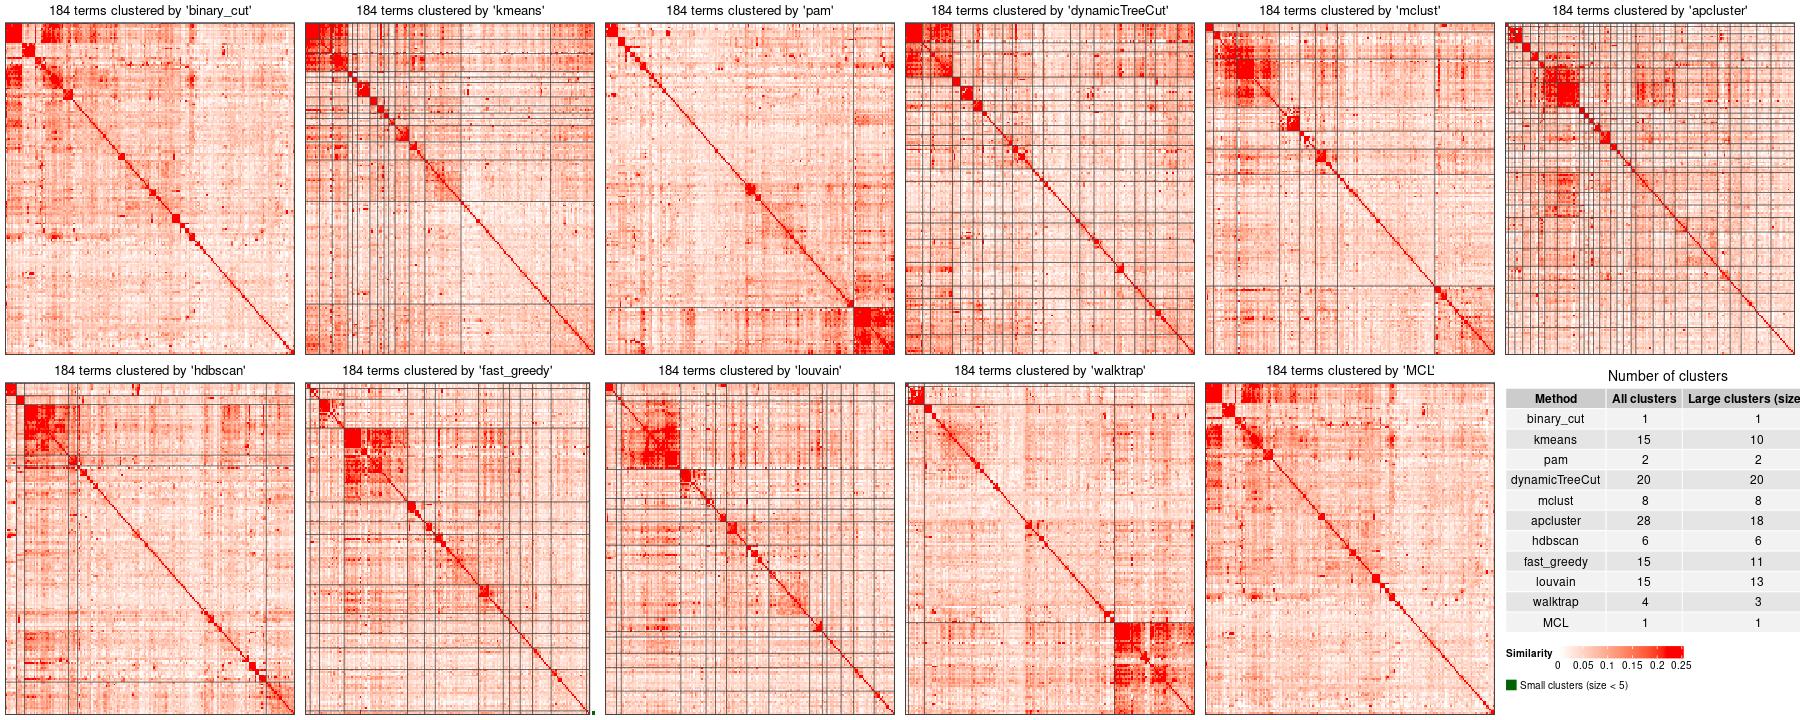 184 terms clustered by 'binary_cut'
184 terms clustered by 'kmeans'
184 terms clustered by 'pam'
184 terms clustered by 'dynamicTreeCut'
184 terms clustered by 'mclust'
184 terms clustered by 'apcluster'
184 terms clustered by 'hdbscan'
184 terms clustered by 'fast_greedy'
184 terms clustered by 'louvain'
184 terms clustered by 'walktrap'
184 terms clustered by 'MCL'
Number of clusters
Method All clusters Large clusters (size
binary_cut 1 1
kmeans 15 10
pam 2 2
dynamicTreeCut 20 20
mclust 8 8
apcluster 28 18
hdbscan 6 6
fast_greedy 15 11
louvain 15 13
walktrap 4 3
MCL 1 1
Similarity
0 0.05 0.1 0.15 0.2 0.25
Small clusters (size < 5)